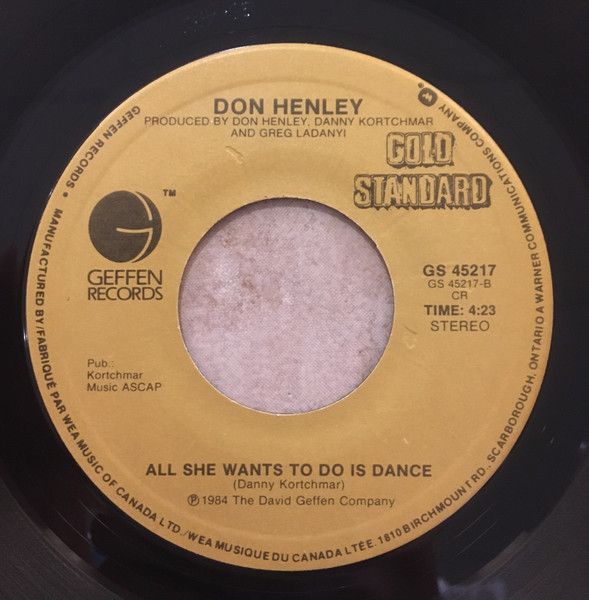 DON HENLEY
PRODUCED BY DON HENLEY, DANNY KORTCHMAR
AND GREG LADANYI
GOLD
STANDARD
TM
GEFFEN
RECORDS
GS 45217
GS 45217-B
CR
TIME: 4:23
STEREO
Pub.:
Kortchmar
Music ASCAP
ALL SHE WANTS TO DO IS DANCE
(Danny Kortchmar)
℗ 1984 The David Geffen Company
GEFFEN RECORDS • MANUFACTURED BY/FABRIQUÉ PAR WEA MUSIC OF CANADA LTD./WEA MUSIQUE DU CANADA LTÉE. 1810 BIRCHMOUNT RD. SCARBOROUGH, ONTARIO A WARNER COMMUNICATIONS COMPANY